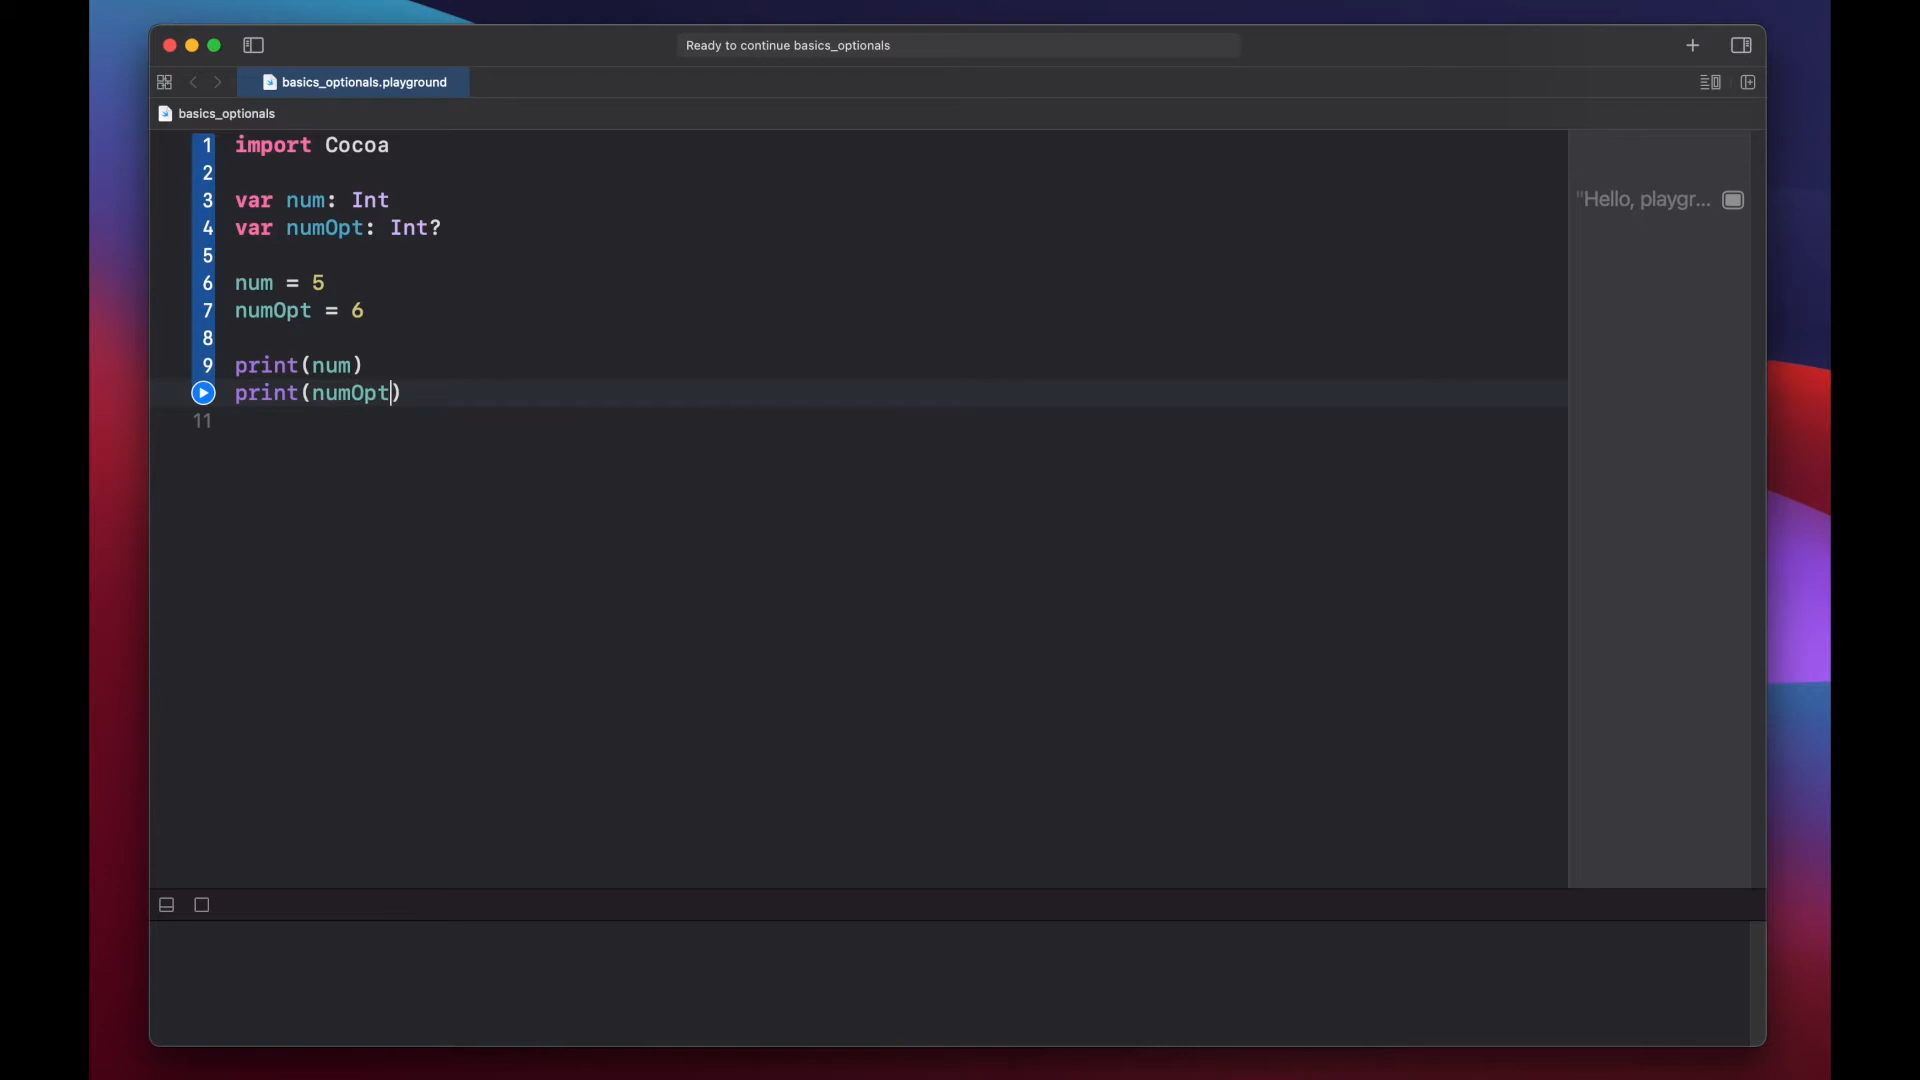 Ready to continue basics_optionals
basics_optionals.playground
basics_optionals
1 import Cocoa
2
3 var num: Int
4 var numOpt: Int?
5
6 num = 5
7 numOpt = 6
8
9 print(num)
print(numOpt)
11
"Hello, playgr...